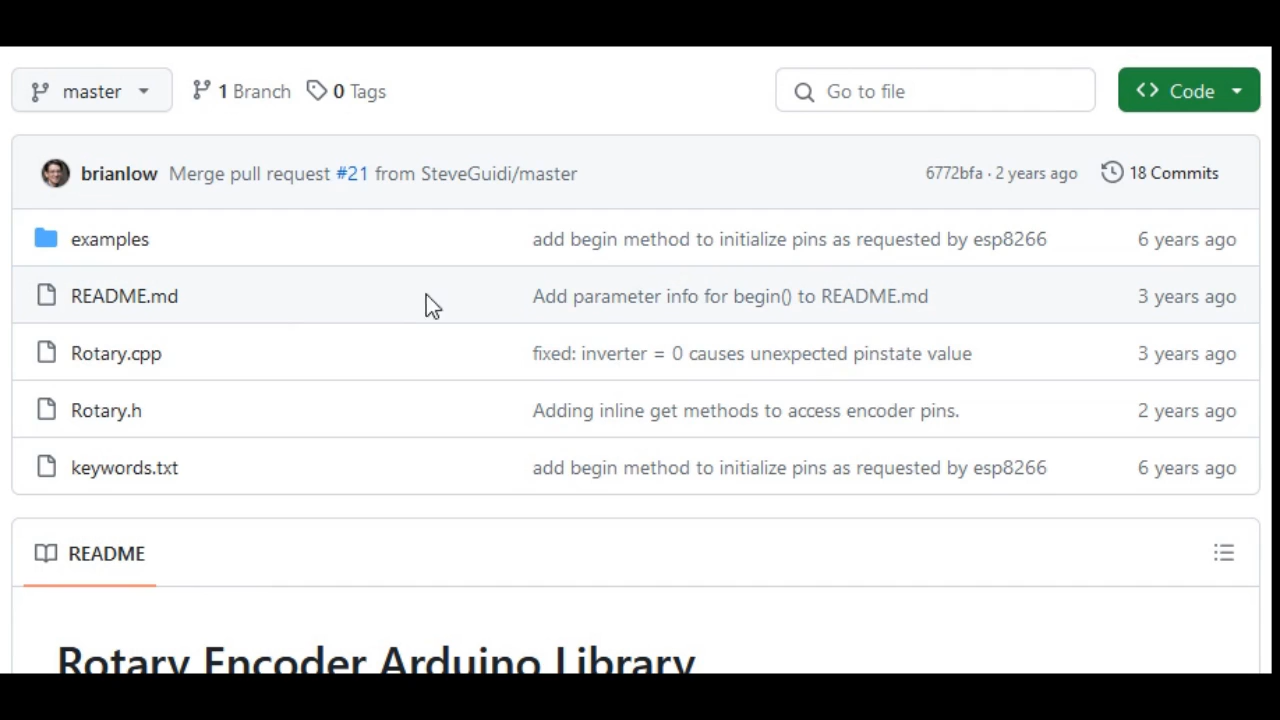 master 1 Branch 0 Tags Go to file Code
brianlow Merge pull request #21 from SteveGuidi/master 6772bfa · 2 years ago 18 Commits
examples add begin method to initialize pins as requested by esp8266 6 years ago
README.md Add parameter info for begin() to README.md 3 years ago
Rotary.cpp fixed: inverter = 0 causes unexpected pinstate value 3 years ago
Rotary.h Adding inline get methods to access encoder pins. 2 years ago
keywords.txt add begin method to initialize pins as requested by esp8266 6 years ago
README
Rotary Encoder Arduino Library